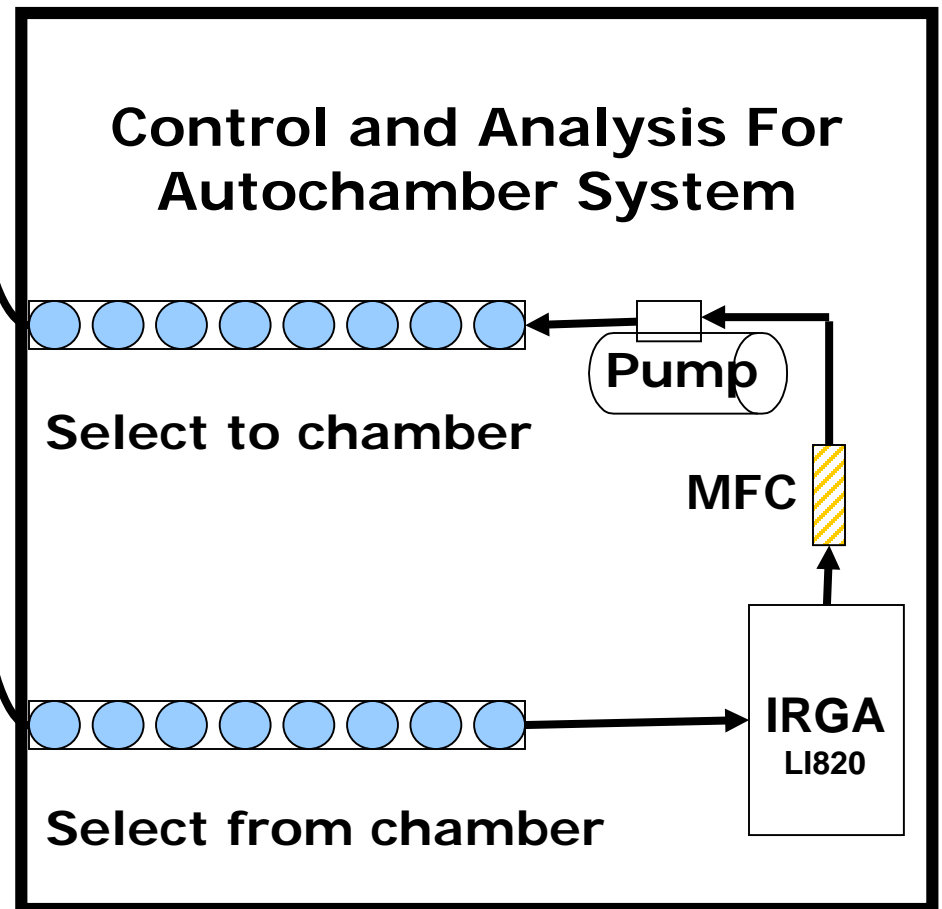 Control and Analysis For
Autochamber System
Pump
Select to chamber
MFC
IRGA
LI820
Select from chamber